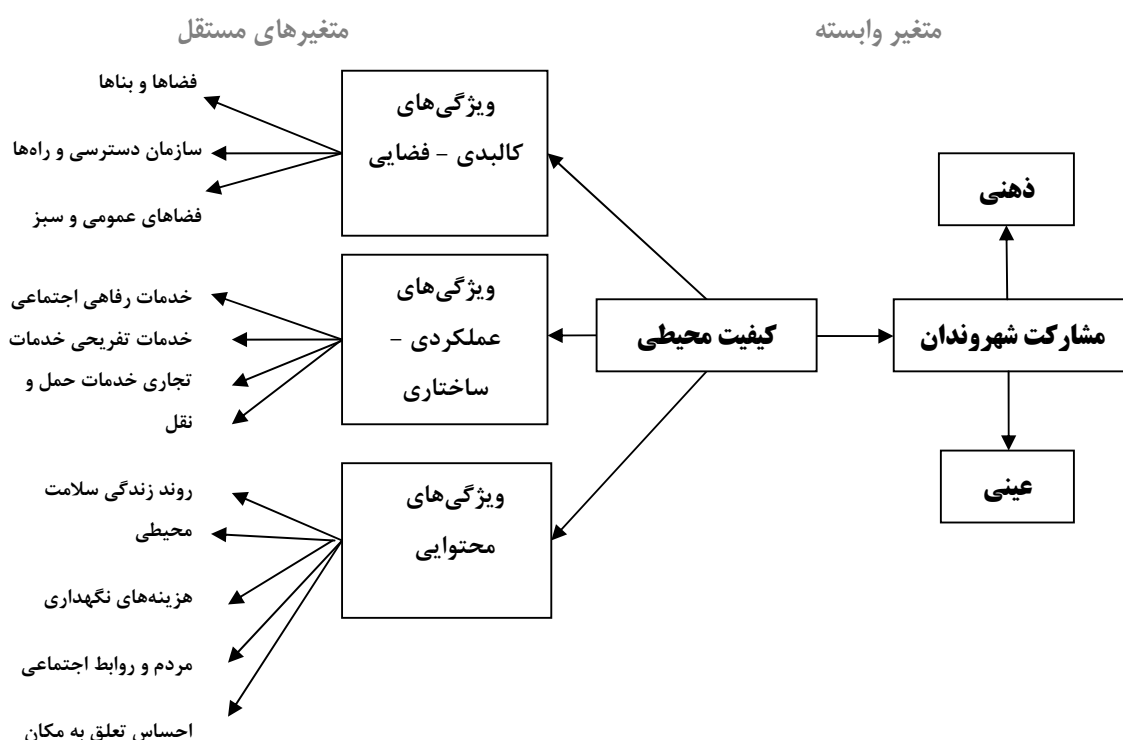 متغیر وابسته
متغیرهای مستقل
ذهنی
مشارکت شهروندان
عینی
کیفیت محیطی
ویژگی‌های
کالبدی - فضایی
فضاها و بناها
سازمان دسترسی و راه‌ها
فضاهای عمومی و سبز
ویژگی‌های
عملکردی -
ساختاری
خدمات رفاهی اجتماعی
خدمات تفریحی خدمات
تجاری خدمات حمل و
نقل
ویژگی‌های
محتوایی
روند زندگی سلامت
محیطی
هزینه‌های نگهداری
مردم و روابط اجتماعی
احساس تعلق به مکان